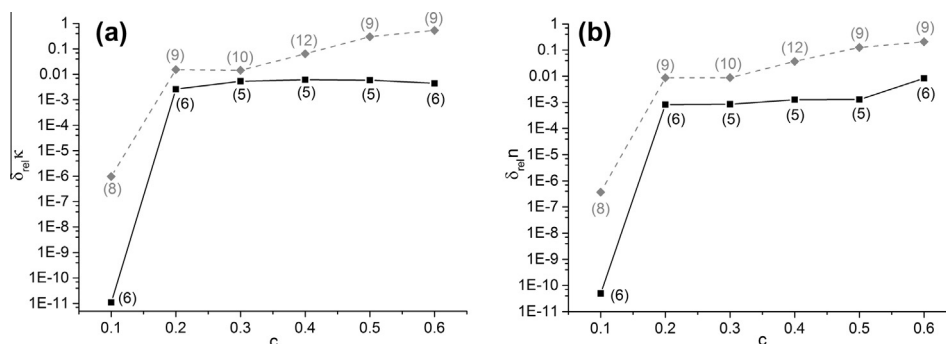 (a)
1
0.1
0.01
1E-3
1E-4
1E-5
1E-6
1E-7
1E-8
1E-9
1E-10
1E-11
δrelκ
(8)
(9)
(10)
(12)
(9)
(9)
(6)
(6)
(5)
(5)
(5)
(6)
0.1 0.2 0.3 0.4 0.5 0.6
c
(b)
1
0.1
0.01
1E-3
1E-4
1E-5
1E-6
1E-7
1E-8
1E-9
1E-10
1E-11
δreln
(8)
(9)
(9)
(12)
(9)
(9)
(6)
(6)
(5)
(5)
(5)
(6)
0.1 0.2 0.3 0.4 0.5 0.6
c